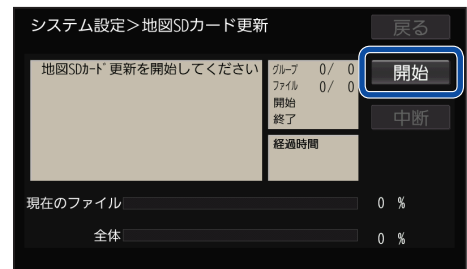 システム設定＞地図SDカード更新
戻る
地図SDｶｰﾄﾞ更新を開始してください
ｸﾞﾙｰﾌﾟ 0/ 0
ﾌｧｲﾙ 0/ 0
開始
終了
開始
中断
経過時間
現在のファイル 0 %
全体 0 %